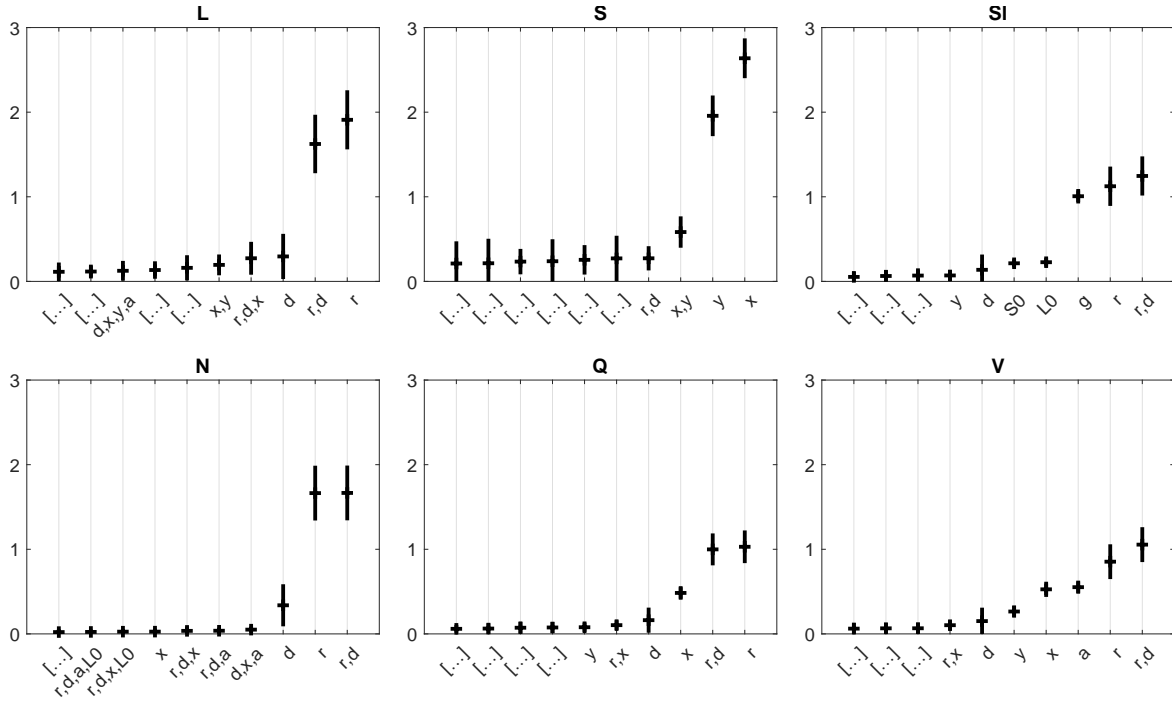 L
3
2
1
0
[...]
[...]
d,x,y,a
[...]
[...]
x,y
r,d,x
d
r,d
r
S
3
2
1
0
[...]
[...]
[...]
[...]
[...]
[...]
r,d
x,y
y
x
SI
3
2
1
0
[...]
[...]
[...]
y
d
S0
L0
g
r
r,d
N
3
2
1
0
[...]
r,d,a,L0
r,d,x,L0
x
r,d,x
r,d,a
d,x,a
d
r
r,d
Q
3
2
1
0
[...]
[...]
[...]
[...]
y
r,x
d
x
r,d
r
V
3
2
1
0
[...]
[...]
[...]
r,x
d
y
x
a
r
r,d